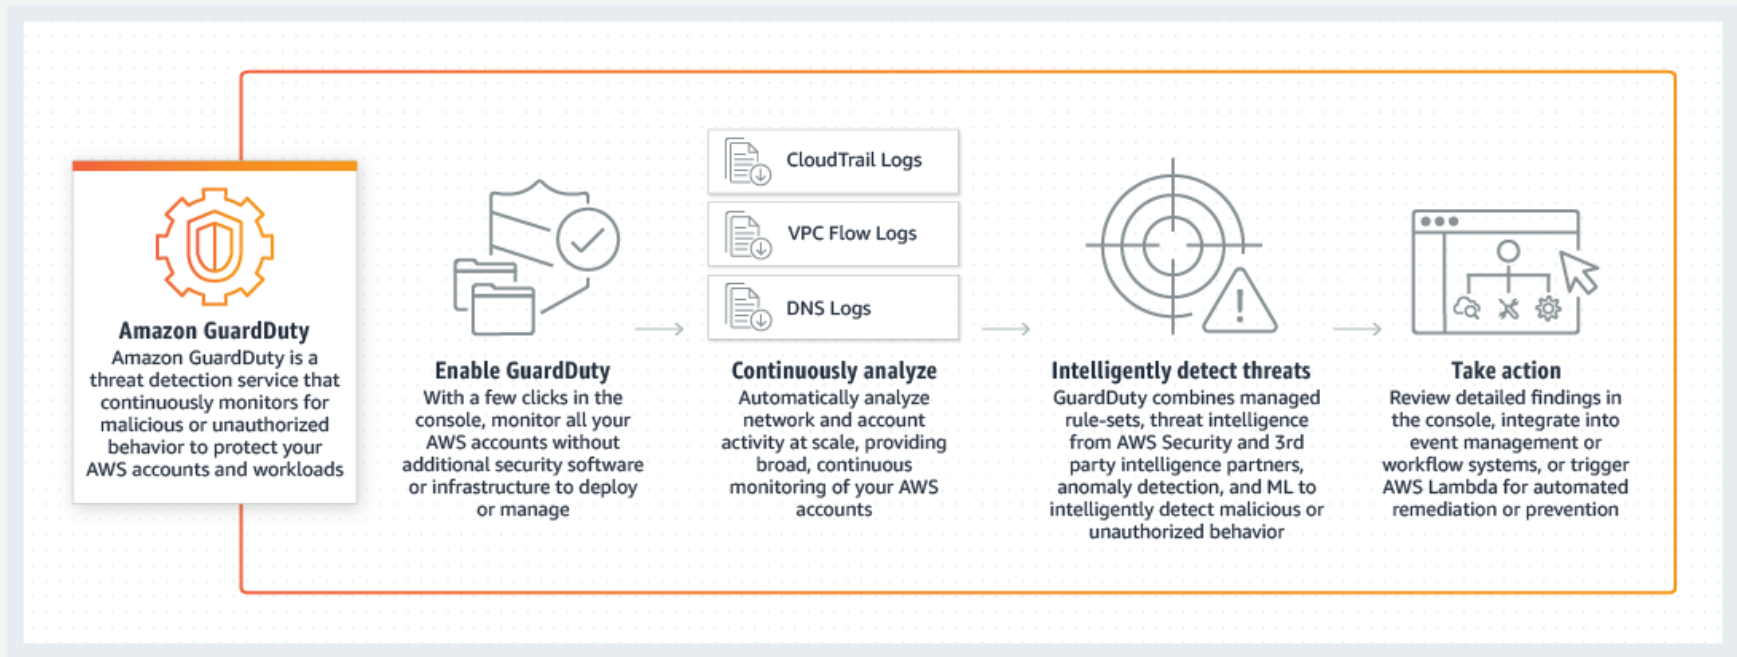 Amazon GuardDuty
Amazon GuardDuty is a
threat detection service that
continuously monitors for
malicious or unauthorized
behavior to protect your
AWS accounts and workloads
Enable GuardDuty
With a few clicks in the
console, monitor all your
AWS accounts without
additional security software
or infrastructure to deploy
or manage
CloudTrail Logs
VPC Flow Logs
DNS Logs
Continuously analyze
Automatically analyze
network and account
activity at scale, providing
broad, continuous
monitoring of your AWS
accounts
Intelligently detect threats
GuardDuty combines managed
rule-sets, threat intelligence
from AWS Security and 3rd
party intelligence partners,
anomaly detection, and ML to
intelligently detect malicious or
unauthorized behavior
Take action
Review detailed findings in
the console, integrate into
event management or
workflow systems, or trigger
AWS Lambda for automated
remediation or prevention